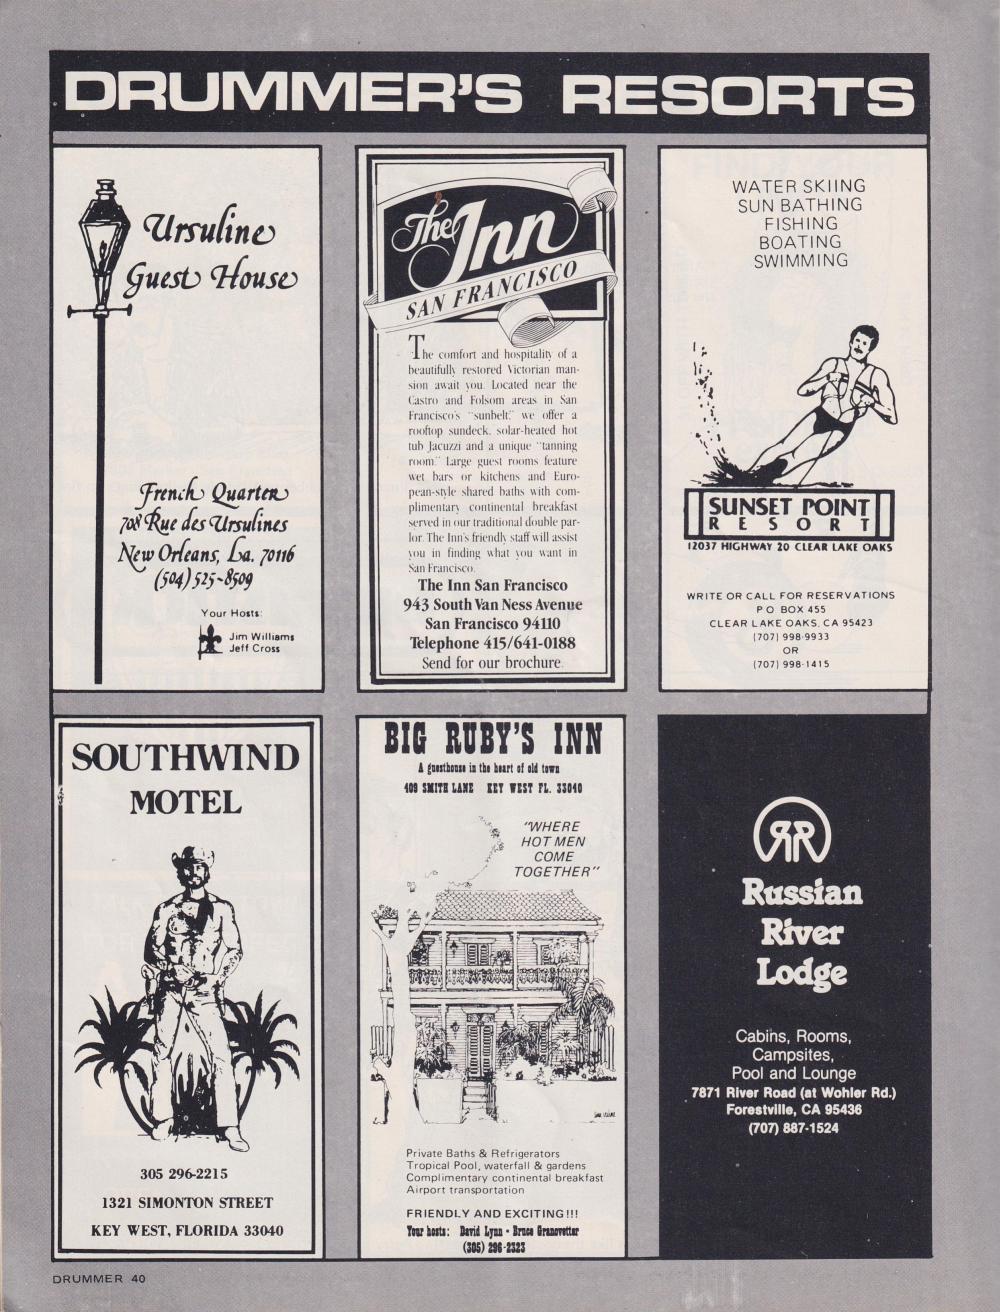 DRUMMER'S RESORTS
Ursuline
Guest House
French Quarter
708 Rue des Ursulines
New Orleans, La. 70116
(504) 525-8509
Your Hosts:
Jim Williams
Jeff Cross
The Inn
SAN FRANCISCO
The comfort and hospitality of a
beautifully restored Victorian man-
sion await you. Located near the
Castro and Folsom areas in San
Francisco's "sunbelt," we offer a
rooftop sundeck, solar-heated hot
tub Jacuzzi and a unique "tanning
room." Large guest rooms feature
wet bars or kitchens and Euro-
pean-style shared baths with com-
plimentary continental breakfast
served in our traditional double par-
lor. The Inn's friendly staff will assist
you in finding what you want in
San Francisco.
The Inn San Francisco
943 South Van Ness Avenue
San Francisco 94110
Telephone 415/641-0188
Send for our brochure.
WATER SKIING
SUN BATHING
FISHING
BOATING
SWIMMING
SUNSET POINT
RESORT
12037 HIGHWAY 20 CLEAR LAKE OAKS
WRITE OR CALL FOR RESERVATIONS
P.O. BOX 455
CLEAR LAKE OAKS, CA 95423
(707) 998-9933
OR
(707) 998-1415
SOUTHWIND
MOTEL
305 296-2215
1321 SIMONTON STREET
KEY WEST, FLORIDA 33040
BIG RUBY'S INN
A guesthouse in the heart of old town
409 SMITH LANE KEY WEST FL. 33040
"WHERE
HOT MEN
COME
TOGETHER"
Private Baths & Refrigerators
Tropical Pool, waterfall & gardens
Complimentary continental breakfast
Airport transportation
FRIENDLY AND EXCITING!!!
Your hosts: David Lynn • Bruce Granovetter
(305) 296-2323
RR
Russian
River
Lodge
Cabins, Rooms,
Campsites,
Pool and Lounge
7871 River Road (at Wohler Rd.)
Forestville, CA 95436
(707) 887-1524
DRUMMER 40